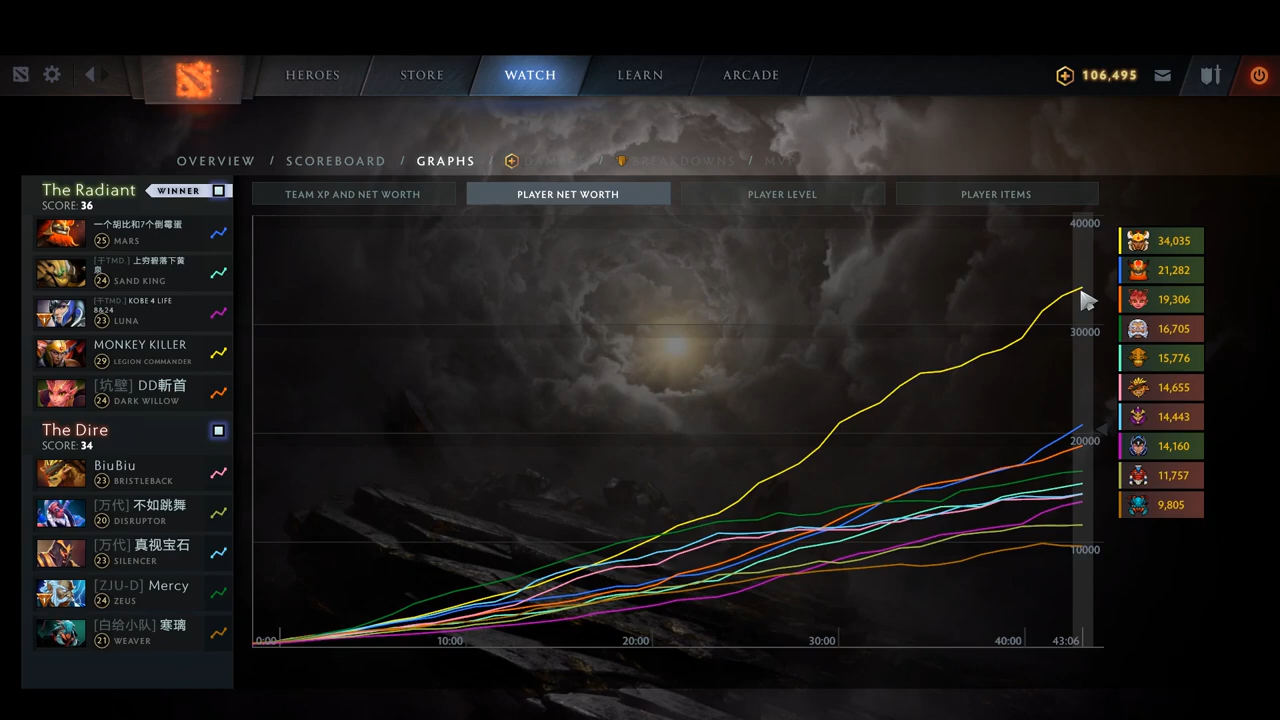 HEROES
STORE
WATCH
LEARN
ARCADE
106,495
OVERVIEW / SCOREBOARD / GRAPHS / / BREAKDOWNS /
The Radiant
WINNER
SCORE: 36
一个胡比和7个倒霉蛋
25 MARS
[干TMD.] 上穷碧落下黄
泉
24 SAND KING
[干TMD.] KOBE 4 LIFE
8&24
23 LUNA
MONKEY KILLER
29 LEGION COMMANDER
[坑壁] DD斬首
24 DARK WILLOW
The Dire
SCORE: 34
BiuBiu
23 BRISTLEBACK
[万代] 不如跳舞
20 DISRUPTOR
[万代] 真视宝石
23 SILENCER
[ZJU-D] Mercy
24 ZEUS
[白给小队] 寒璃
21 WEAVER
TEAM XP AND NET WORTH
PLAYER NET WORTH
PLAYER LEVEL
PLAYER ITEMS
40000
30000
20000
10000
0:00
10:00
20:00
30:00
40:00
43:06
34,035
21,282
19,306
16,705
15,776
14,655
14,443
14,160
11,757
9,805